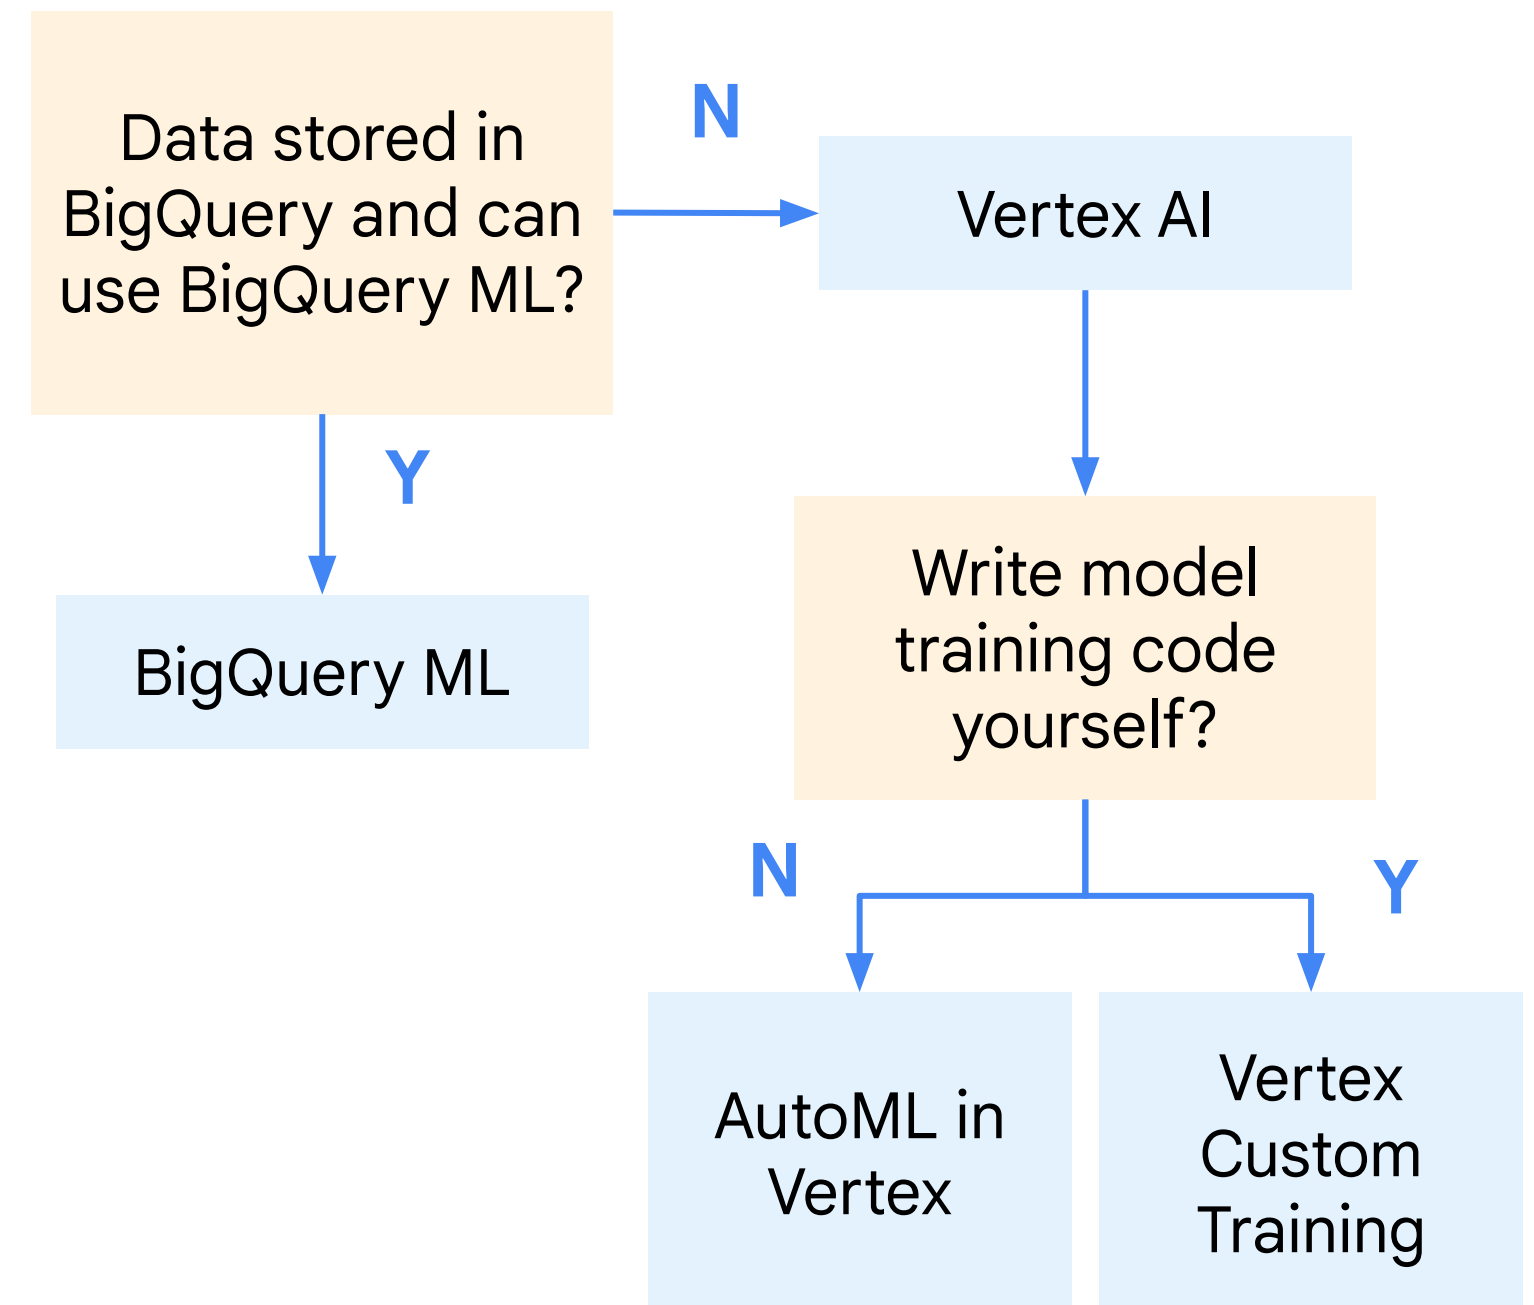 Data stored in
BigQuery and can
use BigQuery ML?
N
Vertex AI
Y
BigQuery ML
Write model
training code
yourself?
N
Y
AutoML in
Vertex
Vertex
Custom
Training